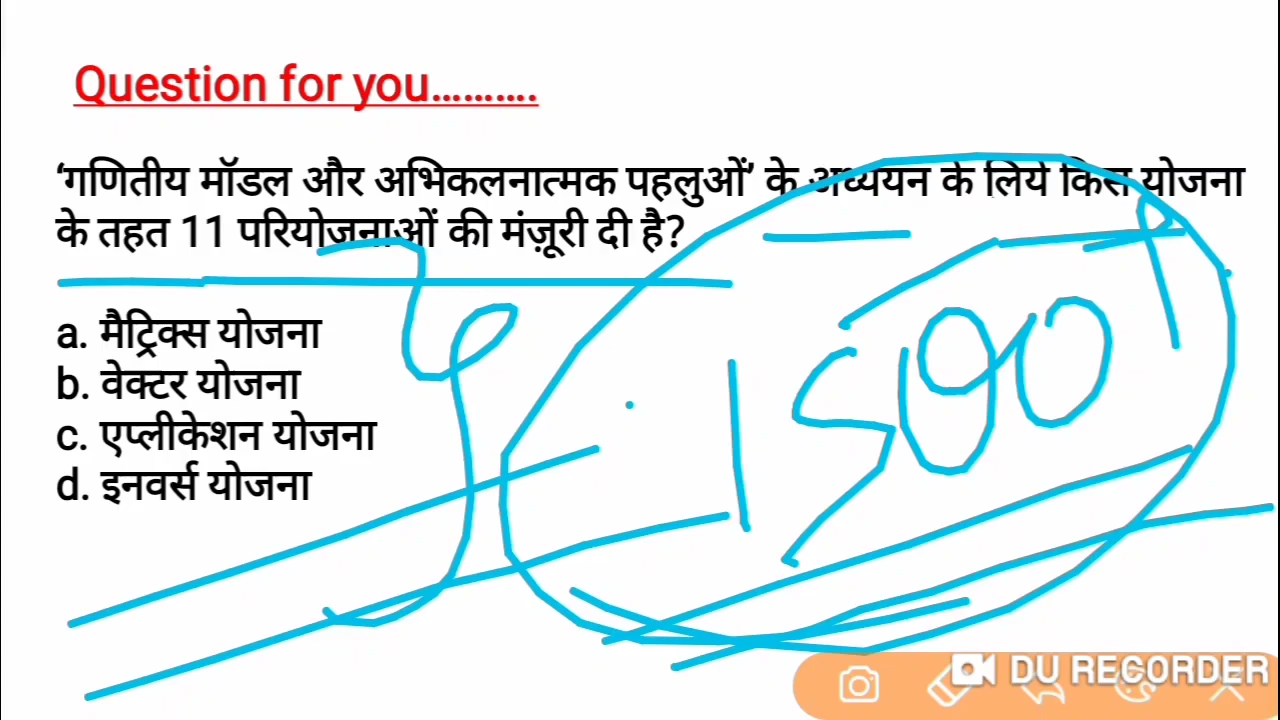 Question for you..........
‘गणितीय मॉडल और अभिकलनात्मक पहलुओं’ के अध्ययन के लिये किस योजना
के तहत 11 परियोजनाओं की मंज़ूरी दी है?
a. मैट्रिक्स योजना
b. वेक्टर योजना
c. एप्लीकेशन योजना
d. इनवर्स योजना
1500
DU RECORDER